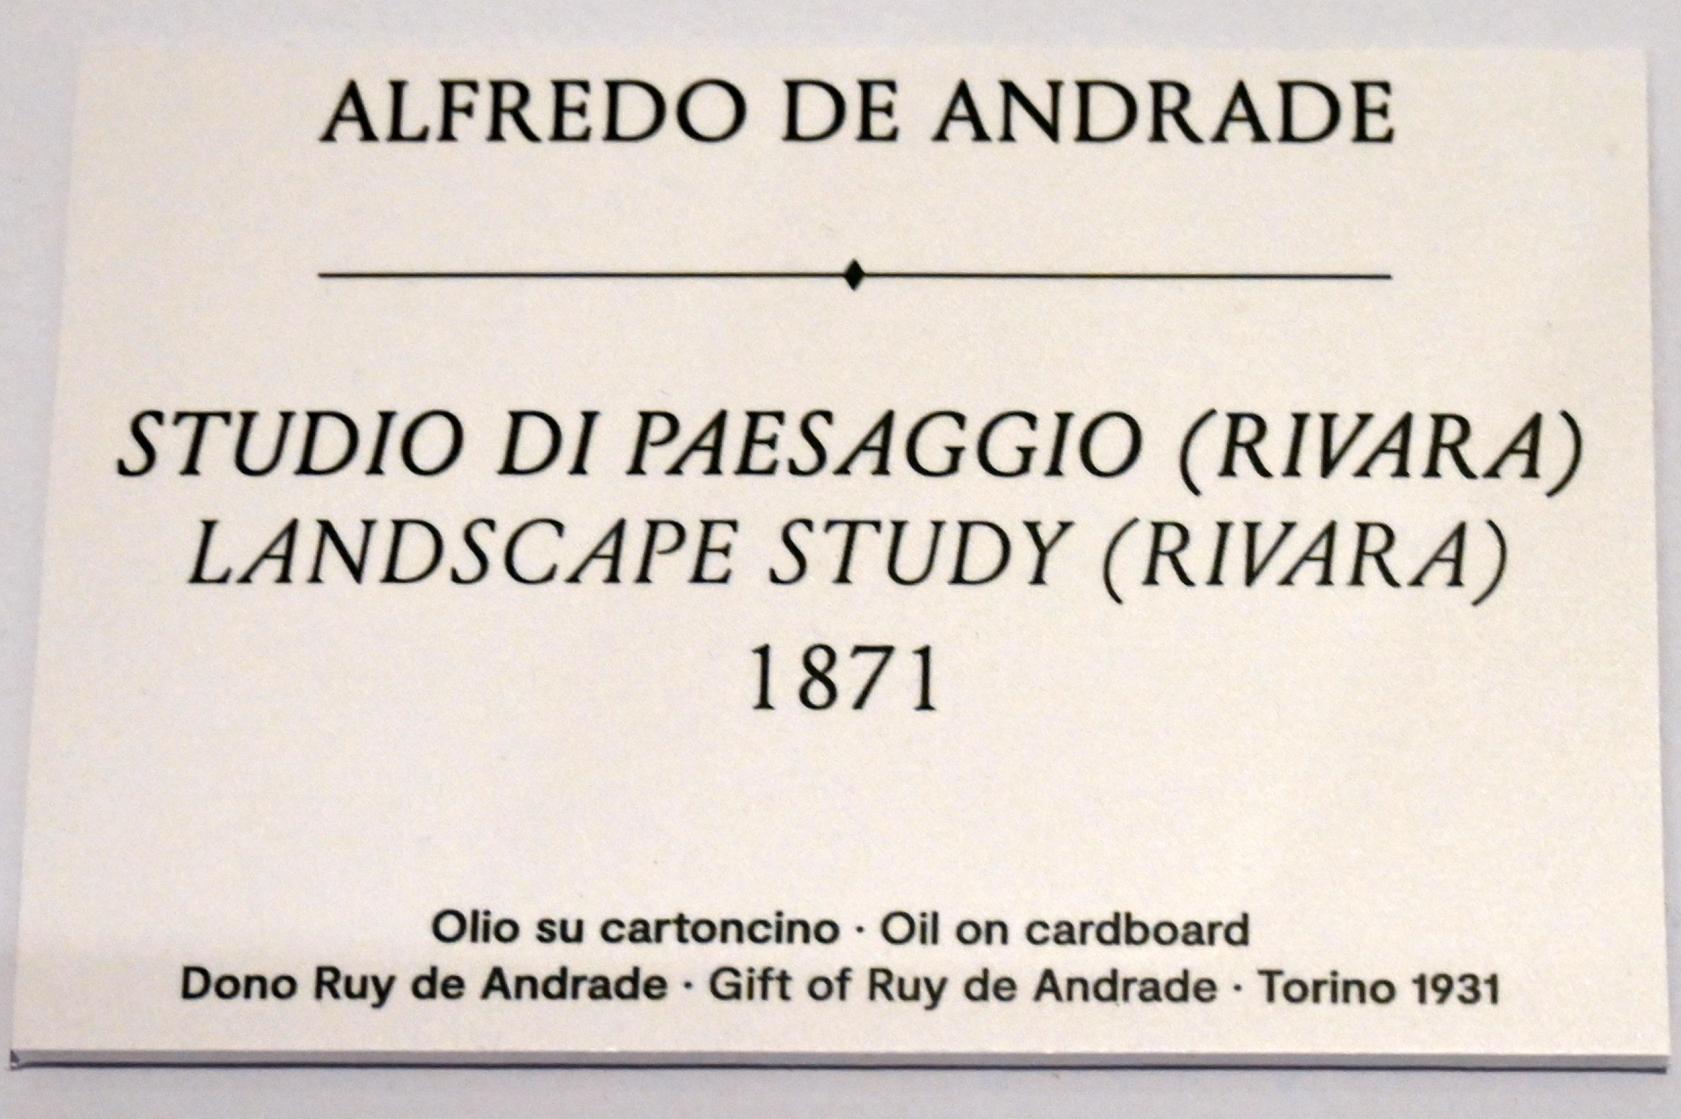 ALFREDO DE ANDRADE
STUDIO DI PAESAGGIO (RIVARA)
LANDSCAPE STUDY (RIVARA)
1871
Olio su cartoncino · Oil on cardboard
Dono Ruy de Andrade · Gift of Ruy de Andrade · Torino 1931